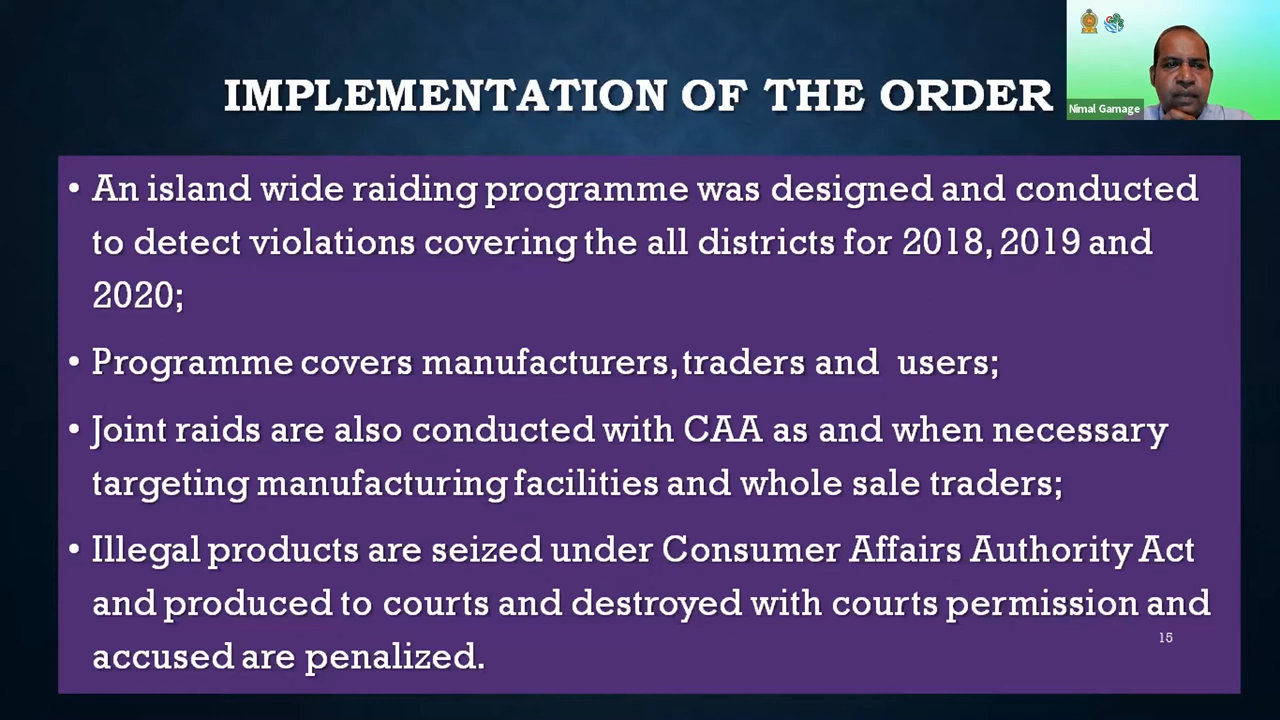 IMPLEMENTATION OF THE ORDER
Nimal Gamage
• An island wide raiding programme was designed and conducted
to detect violations covering the all districts for 2018, 2019 and
2020;
• Programme covers manufacturers, traders and users;
• Joint raids are also conducted with CAA as and when necessary
targeting manufacturing facilities and whole sale traders;
• Illegal products are seized under Consumer Affairs Authority Act
and produced to courts and destroyed with courts permission and
accused are penalized.
15